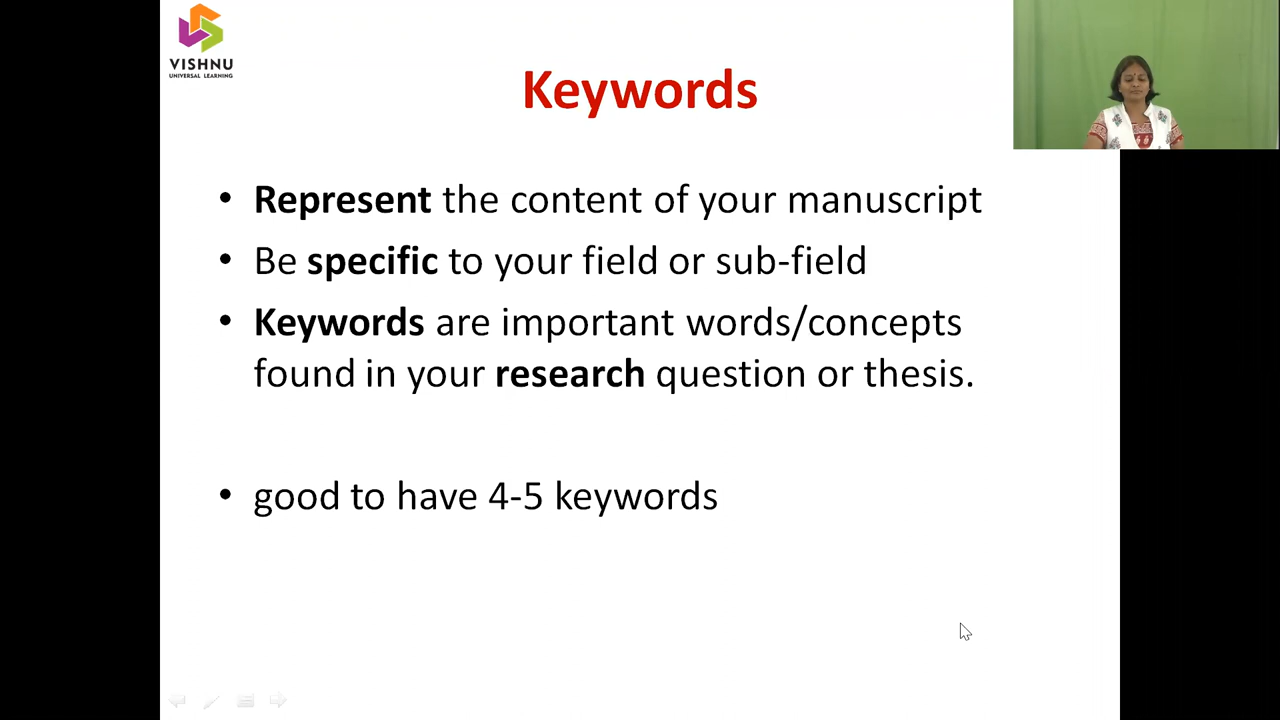 VISHNU
UNIVERSAL LEARNING
Keywords
• Represent the content of your manuscript
• Be specific to your field or sub-field
• Keywords are important words/concepts
found in your research question or thesis.
• good to have 4-5 keywords